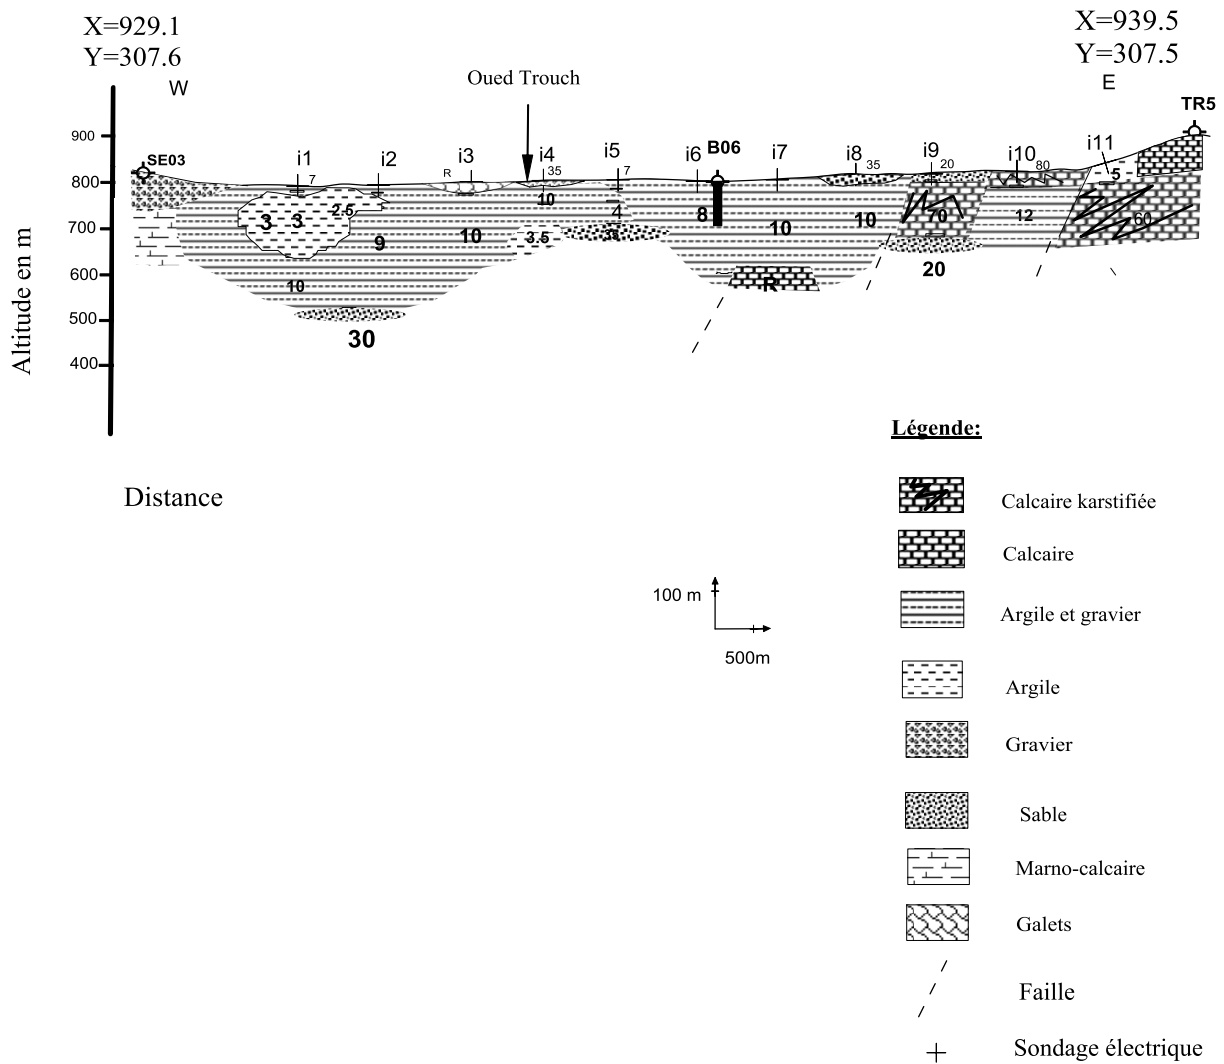 X=929.1
Y=307.6
W
X=939.5
Y=307.5
E
Oued Trouch
TR5
SE03
i1
i2
i3
i4
i5
i6
B06
i7
i8
i9
i10
i11
7
R
35
7
35
20
80
900
800
700
600
500
400
Altitude en m
3
3
2.5
9
10
10
10
3.5
4
8
10
10
70
12
5
60
R
20
30
Légende:
Distance
Calcaire karstifiée
Calcaire
100 m
500m
Argile et gravier
Argile
Gravier
Sable
Marno-calcaire
Galets
Faille
Sondage électrique